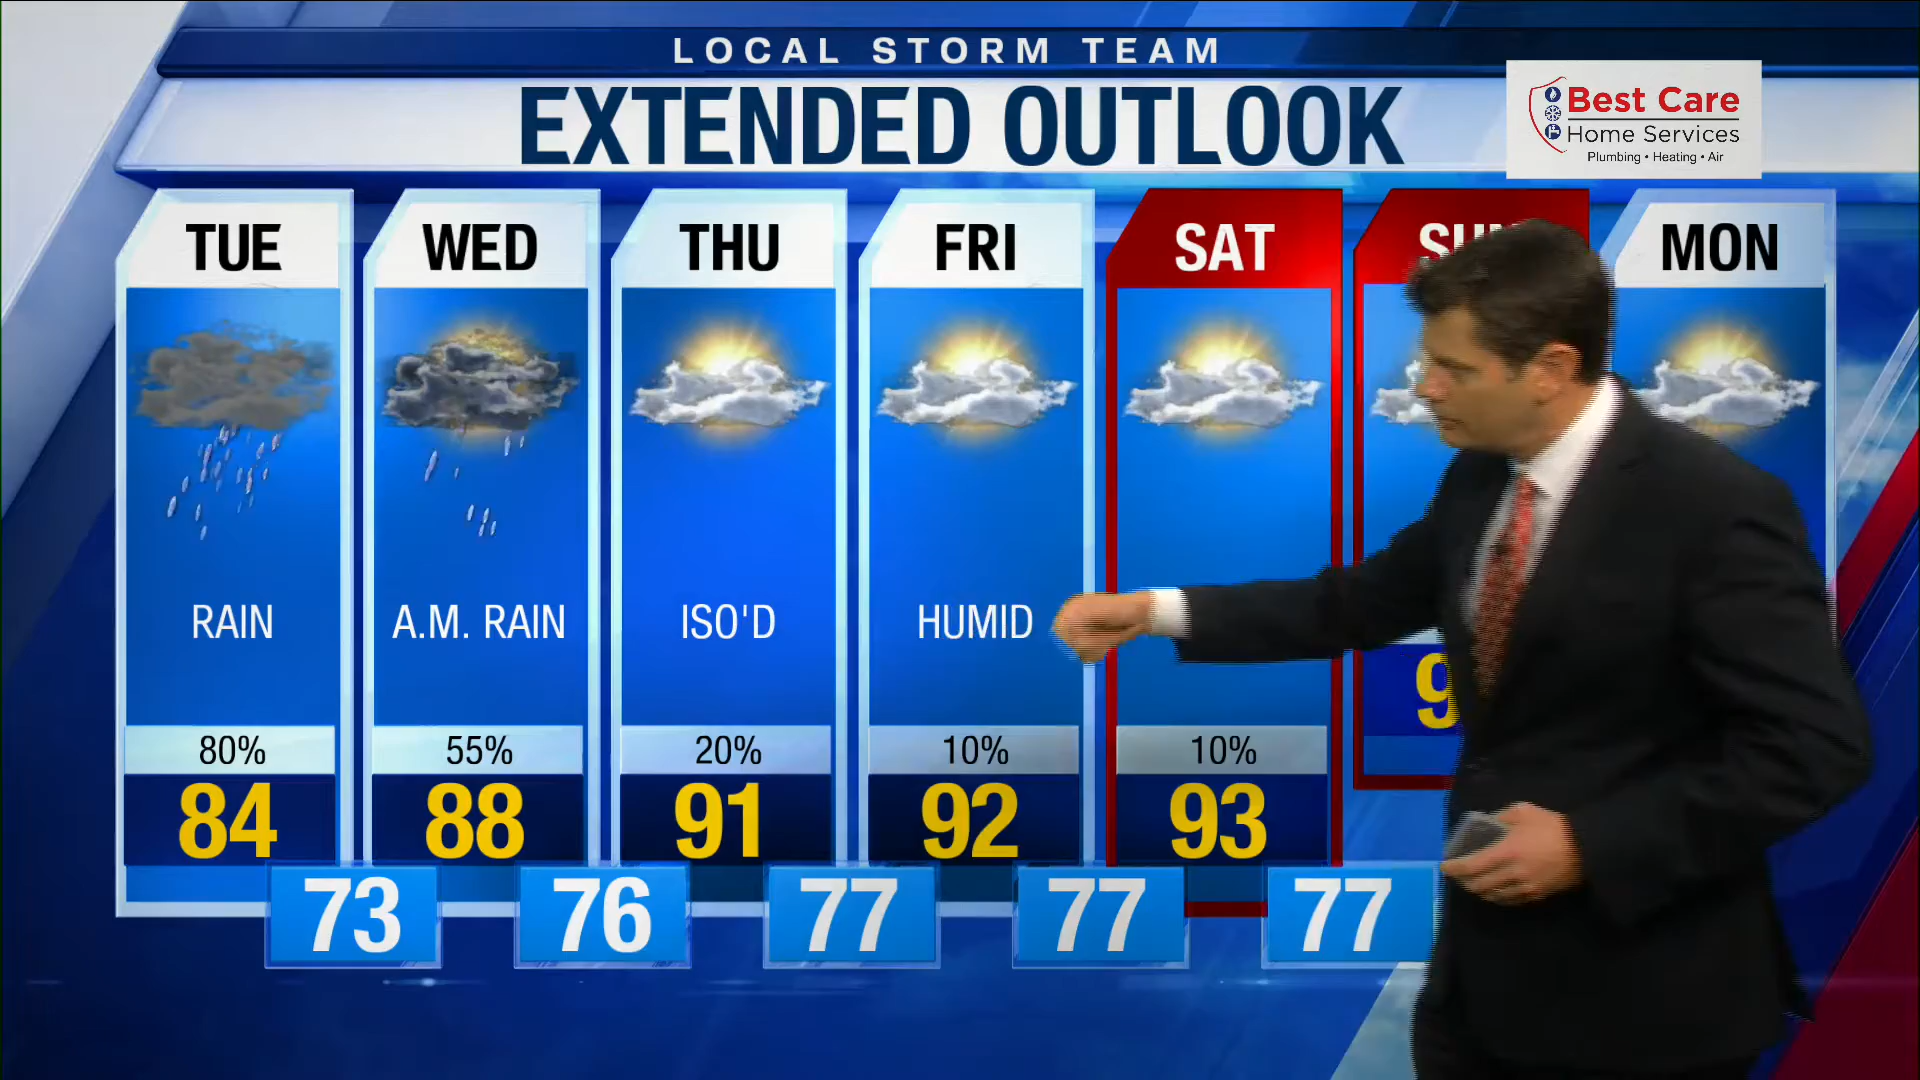 LOCAL STORM TEAM
EXTENDED OUTLOOK
Best Care
Home Services
Plumbing • Heating • Air
TUE WED THU FRI SAT MON
RAIN A.M. RAIN ISO'D HUMID
80% 55% 20% 10% 10%
84 88 91 92 93
73 76 77 77 77